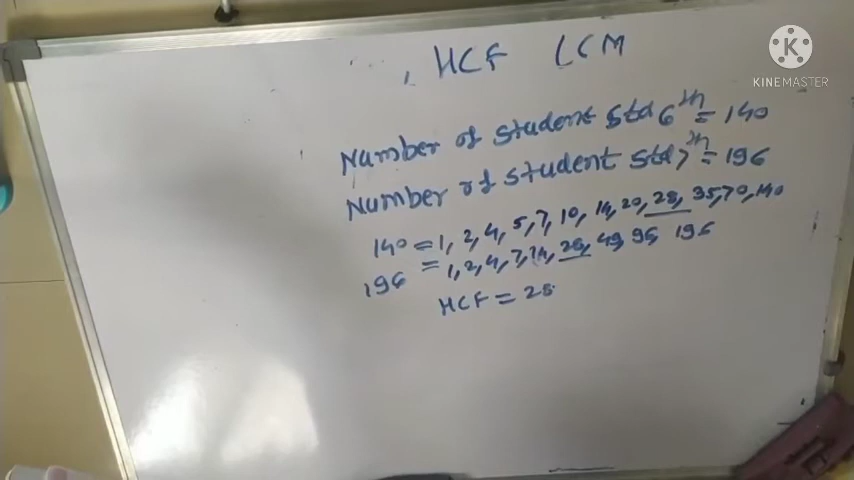 HCF LCM
KINEMASTER
Number of student Std 6th = 140
Number of student Std 7th = 196
140 = 1, 2, 4, 5, 7, 10, 14, 20, 28, 35, 70, 140
196 = 1, 2, 4, 7, 14, 28, 49, 96, 196
HCF = 28